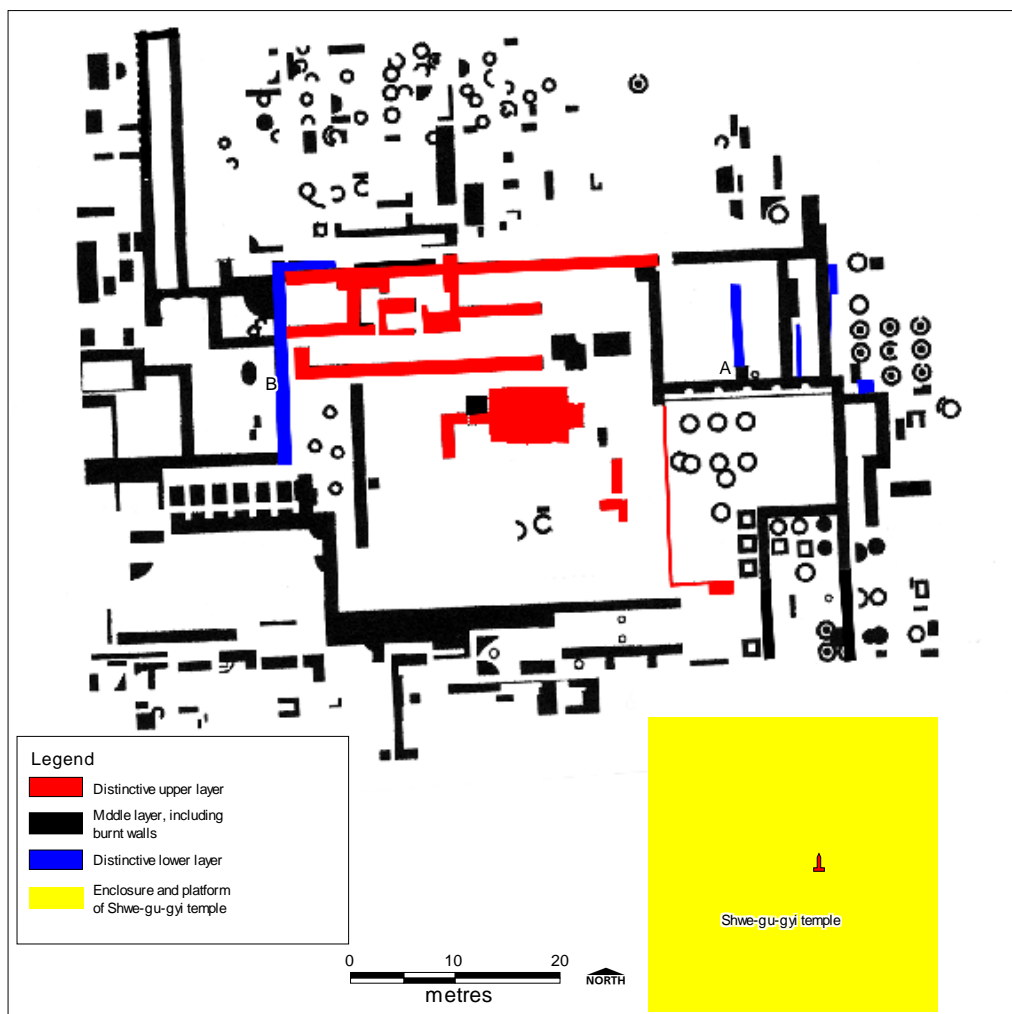 A
B
Legend
Distinctive upper layer
Mddle layer, including
burnt walls
Distinctive lower layer
Enclosure and platform
of Shwe-gu-gyi temple
0 10 20
metres
NORTH
Shwe-gu-gyi temple